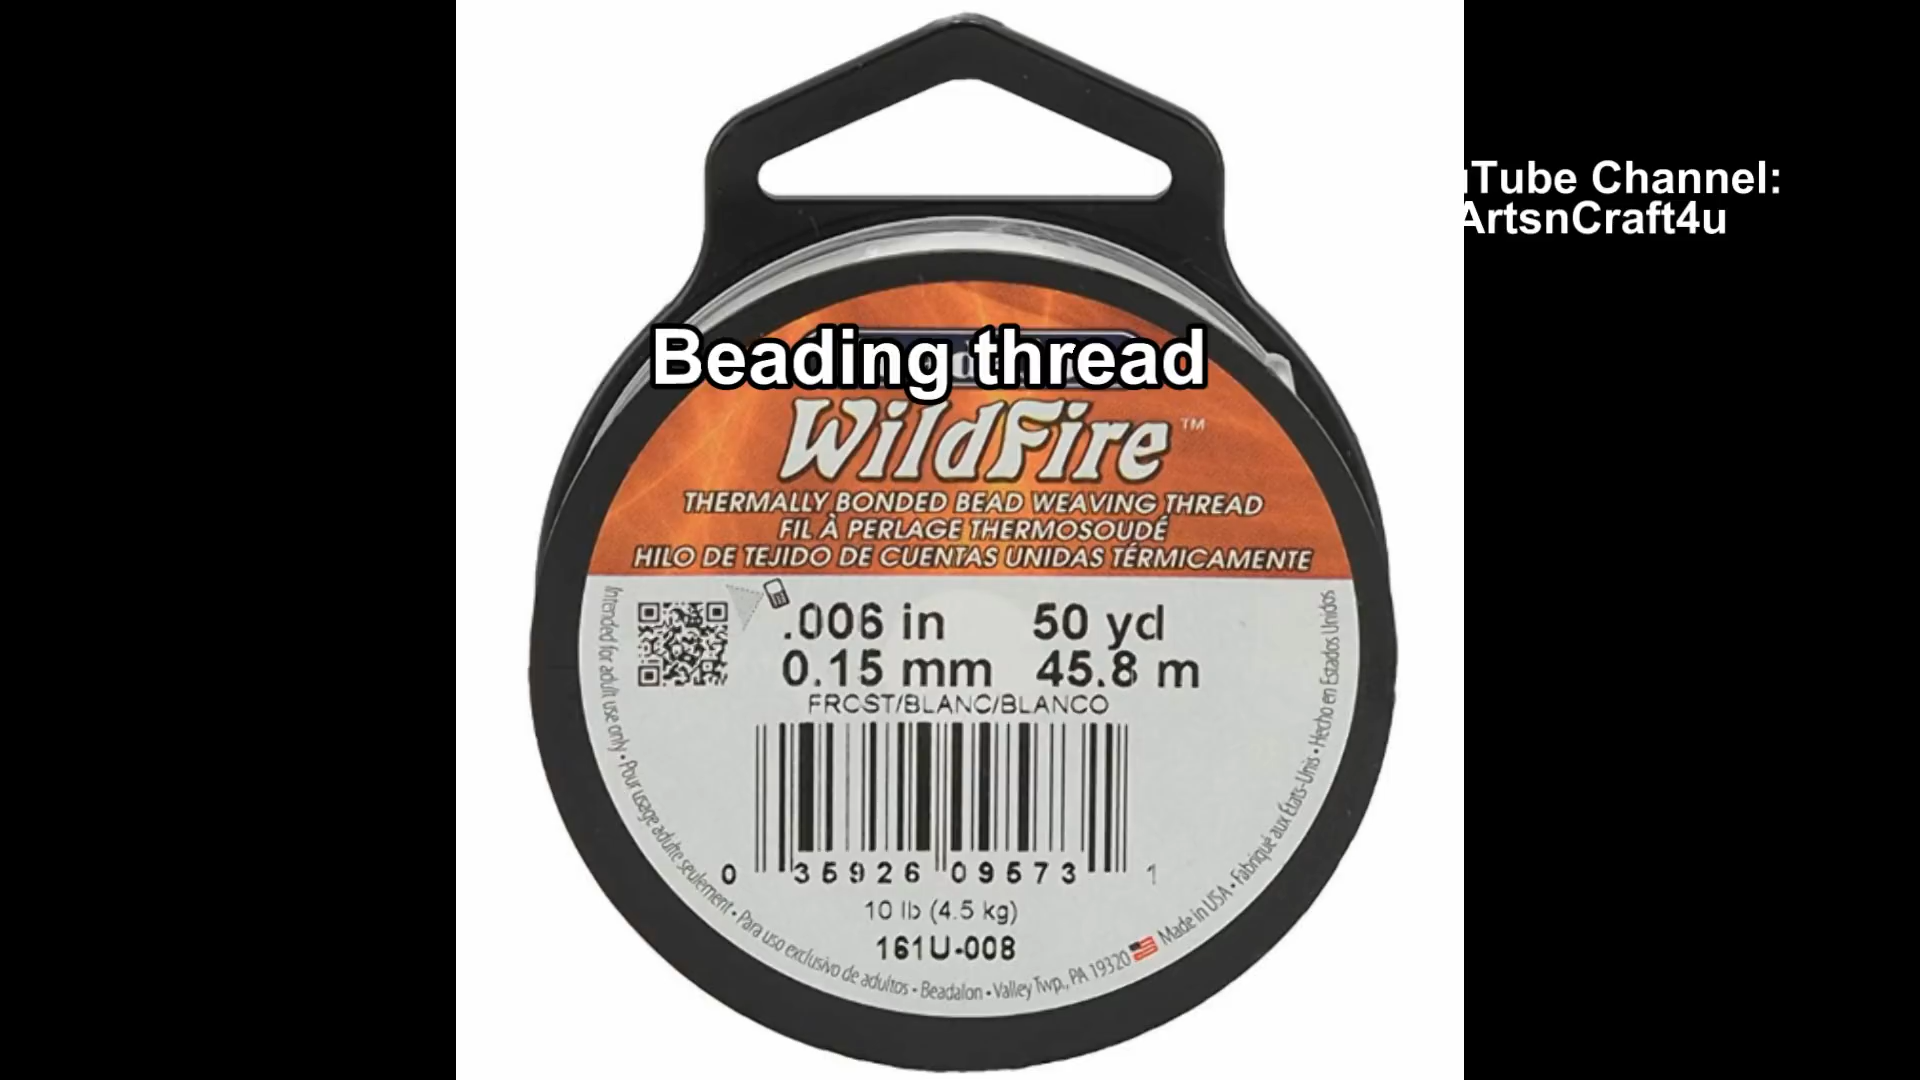 uTube Channel:
ArtsnCraft4u
Beading thread
WildFire™
THERMALLY BONDED BEAD WEAVING THREAD
FIL À PERLAGE THERMOSOUDÉ
HILO DE TEJIDO DE CUENTAS UNIDAS TÉRMICAMENTE
.006 in 50 yd
0.15 mm 45.8 m
FROST/BLANC/BLANCO
0 35926 09573 1
10 lb (4.5 kg)
161U-008
Intended for adult use only • Pour usage adulte seulement • Para uso exclusivo de adultos • Beadalon • Valley Twp., PA 19320 Made in USA • Fabriqué aux États-Unis • Hecho en Estados Unidos